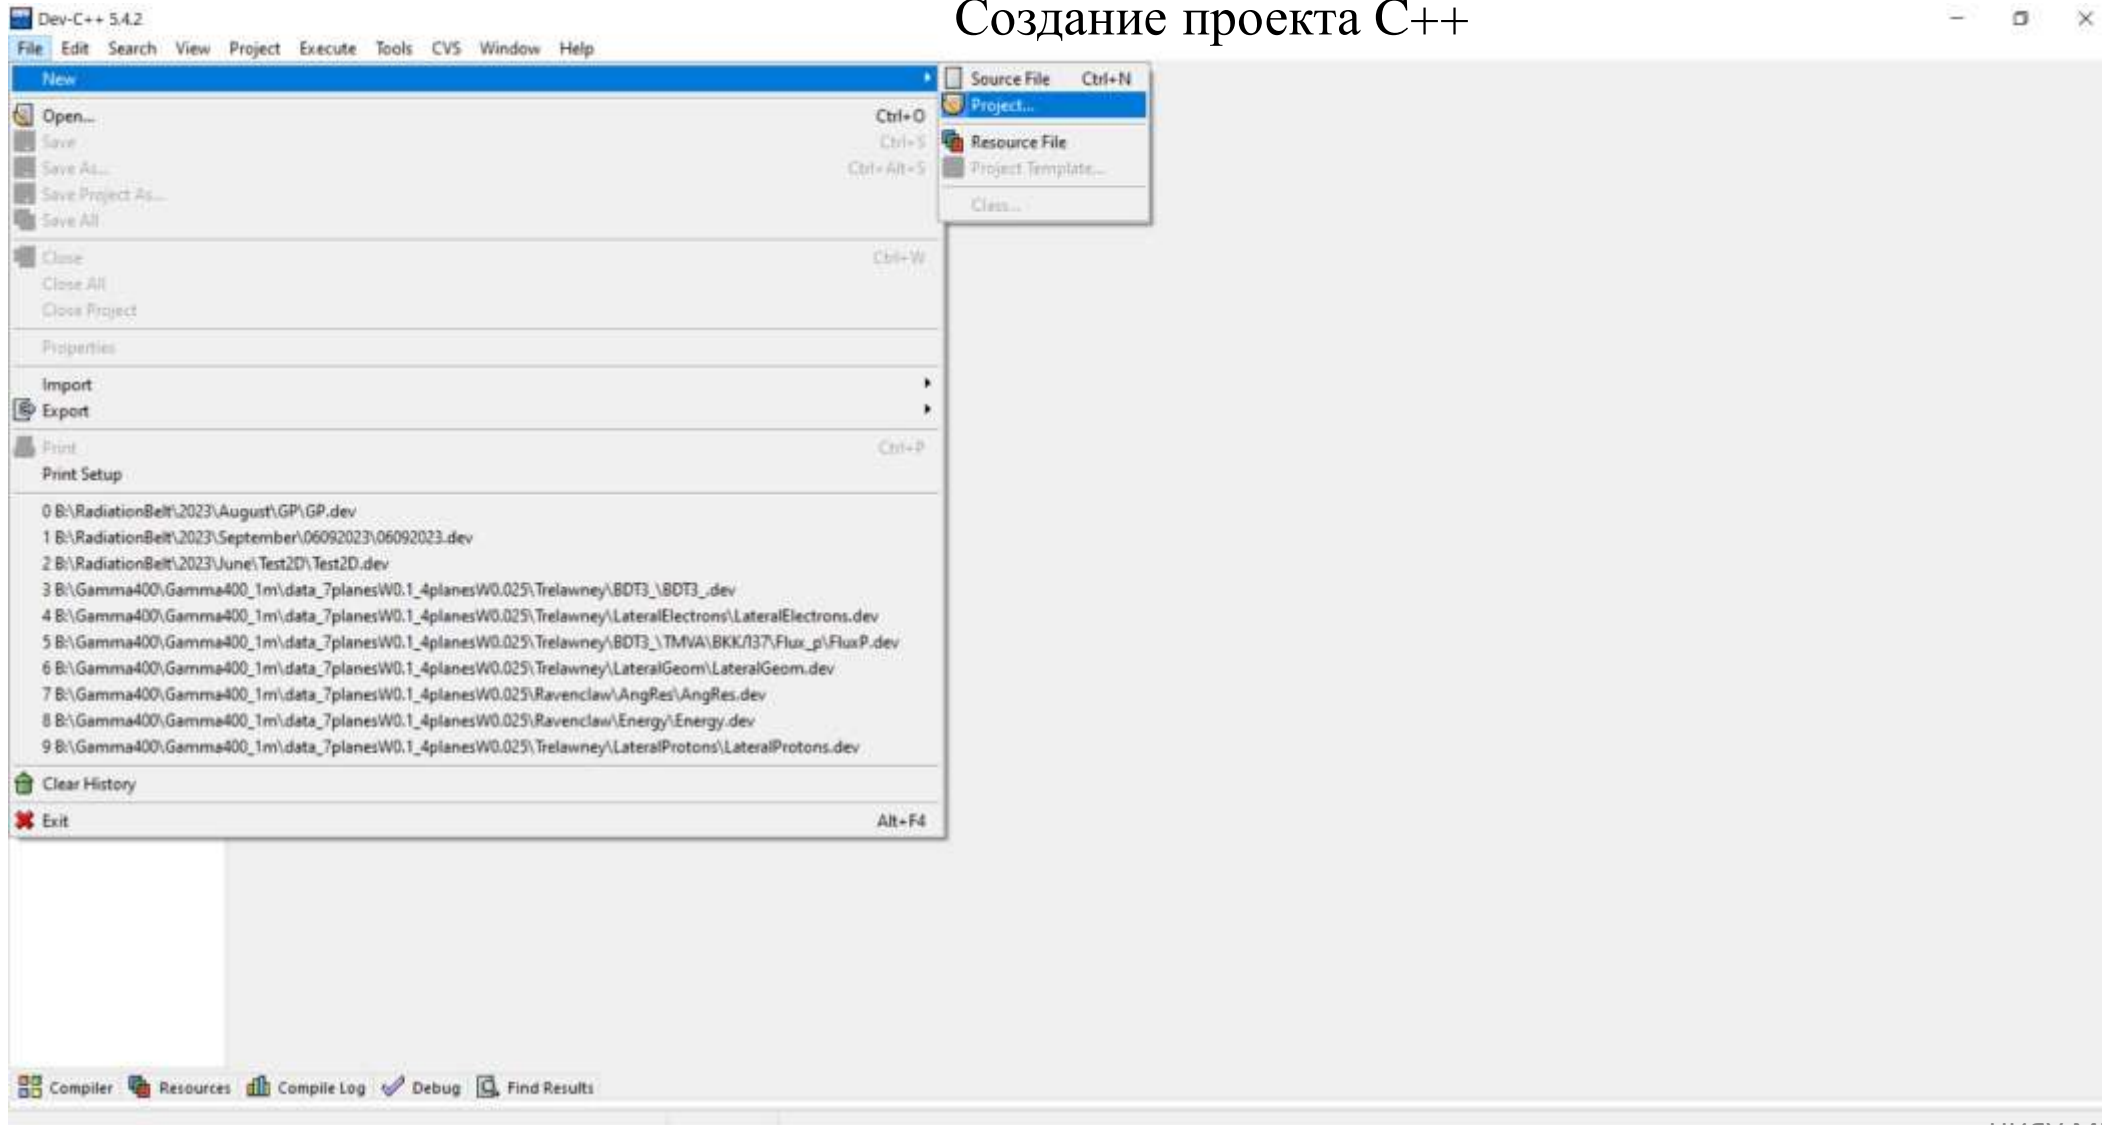 Создание проекта C++
Dev-C++ 5.4.2
File Edit Search View Project Execute Tools CVS Window Help
New
Source File Ctrl+N
Project...
Resource File
Project Template...
Class...
Open... Ctrl+O
Save Ctrl+S
Save As... Ctrl+Alt+S
Save Project As...
Save All
Close Ctrl+W
Close All
Close Project
Properties
Import
Export
Print Ctrl+P
Print Setup
0 B:\RadiationBelt\2023\August\GP\GP.dev
1 B:\RadiationBelt\2023\September\06092023\06092023.dev
2 B:\RadiationBelt\2023\June\Test2D\Test2D.dev
3 B:\Gamma400\Gamma400_1m\data_7planesW0.1_4planesW0.025\Trelawney\BDT3_\BDT3_.dev
4 B:\Gamma400\Gamma400_1m\data_7planesW0.1_4planesW0.025\Trelawney\LateralElectrons\LateralElectrons.dev
5 B:\Gamma400\Gamma400_1m\data_7planesW0.1_4planesW0.025\Trelawney\BDT3_\TMVA\BKK/137\Flux_p\FluxP.dev
6 B:\Gamma400\Gamma400_1m\data_7planesW0.1_4planesW0.025\Trelawney\LateralGeom\LateralGeom.dev
7 B:\Gamma400\Gamma400_1m\data_7planesW0.1_4planesW0.025\Ravenclaw\AngRes\AngRes.dev
8 B:\Gamma400\Gamma400_1m\data_7planesW0.1_4planesW0.025\Ravenclaw\Energy\Energy.dev
9 B:\Gamma400\Gamma400_1m\data_7planesW0.1_4planesW0.025\Trelawney\LateralProtons\LateralProtons.dev
Clear History
Exit Alt+F4
Compiler Resources Compile Log Debug Find Results